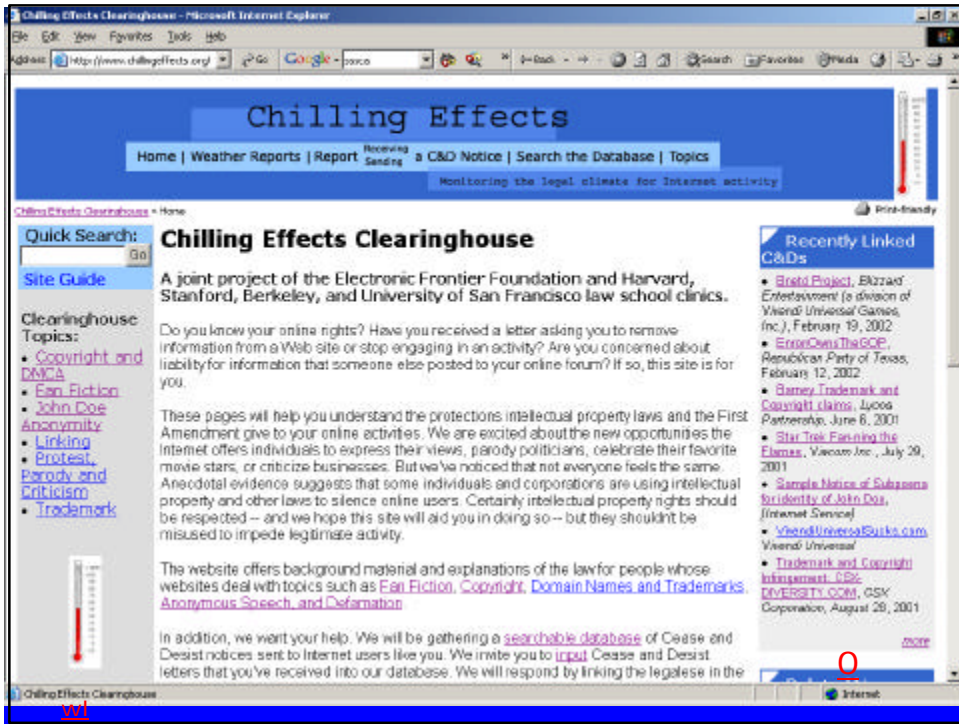 Chilling Effects Clearinghouse - Microsoft Internet Explorer
File Edit View Favorites Tools Help
Address http://www.chillingeffects.org/ Go Google - Back Search Favorites Media
Chilling Effects
Home | Weather Reports | Report Receiving Sending a C&D Notice | Search the Database | Topics
Monitoring the legal climate for Internet activity
Chilling Effects Clearinghouse » Home
Print-friendly
Quick Search:
Go
Site Guide
Clearinghouse
Topics:
• Copyright and
DMCA
• Fan Fiction
• John Doe
Anonymity
• Linking
• Protest,
Parody and
Criticism
• Trademark
Chilling Effects Clearinghouse
A joint project of the Electronic Frontier Foundation and Harvard,
Stanford, Berkeley, and University of San Francisco law school clinics.
Do you know your online rights? Have you received a letter asking you to remove
information from a Web site or stop engaging in an activity? Are you concerned about
liability for information that someone else posted to your online forum? If so, this site is for
you.
These pages will help you understand the protections intellectual property laws and the First
Amendment give to your online activities. We are excited about the new opportunities the
Internet offers individuals to express their views, parody politicians, celebrate their favorite
movie stars, or criticize businesses. But we've noticed that not everyone feels the same.
Anecdotal evidence suggests that some individuals and corporations are using intellectual
property and other laws to silence online users. Certainly intellectual property rights should
be respected -- and we hope this site will aid you in doing so -- but they shouldn't be
misused to impede legitimate activity.
The website offers background material and explanations of the law for people whose
websites deal with topics such as Fan Fiction, Copyright, Domain Names and Trademarks,
Anonymous Speech, and Defamation
In addition, we want your help. We will be gathering a searchable database of Cease and
Desist notices sent to Internet users like you. We invite you to input Cease and Desist
letters that you've received into our database. We will respond by linking the legalese in the
Recently Linked
C&Ds
• Bnetd Project, Blizzard
Entertainment (a division of
Vivendi Universal Games,
Inc.), February 19, 2002
• EnronOwnsTheGOP,
Republican Party of Texas,
February 12, 2002
• Barney Trademark and
Copyright claims, Lyons
Partnership, June 6, 2001
• Star Trek Fan-ning the
Flames, Viacom Inc., July 29,
2001
• Sample Notice of Subpoena
for identity of John Doe,
[Internet Service]
• VivendiUniversalSucks.com,
Vivendi Universal
• Trademark and Copyright
Infringement: CSX-
DIVERSITY.COM, CSX
Corporation, August 28, 2001
more
0
Chilling Effects Clearinghouse
Internet
wl